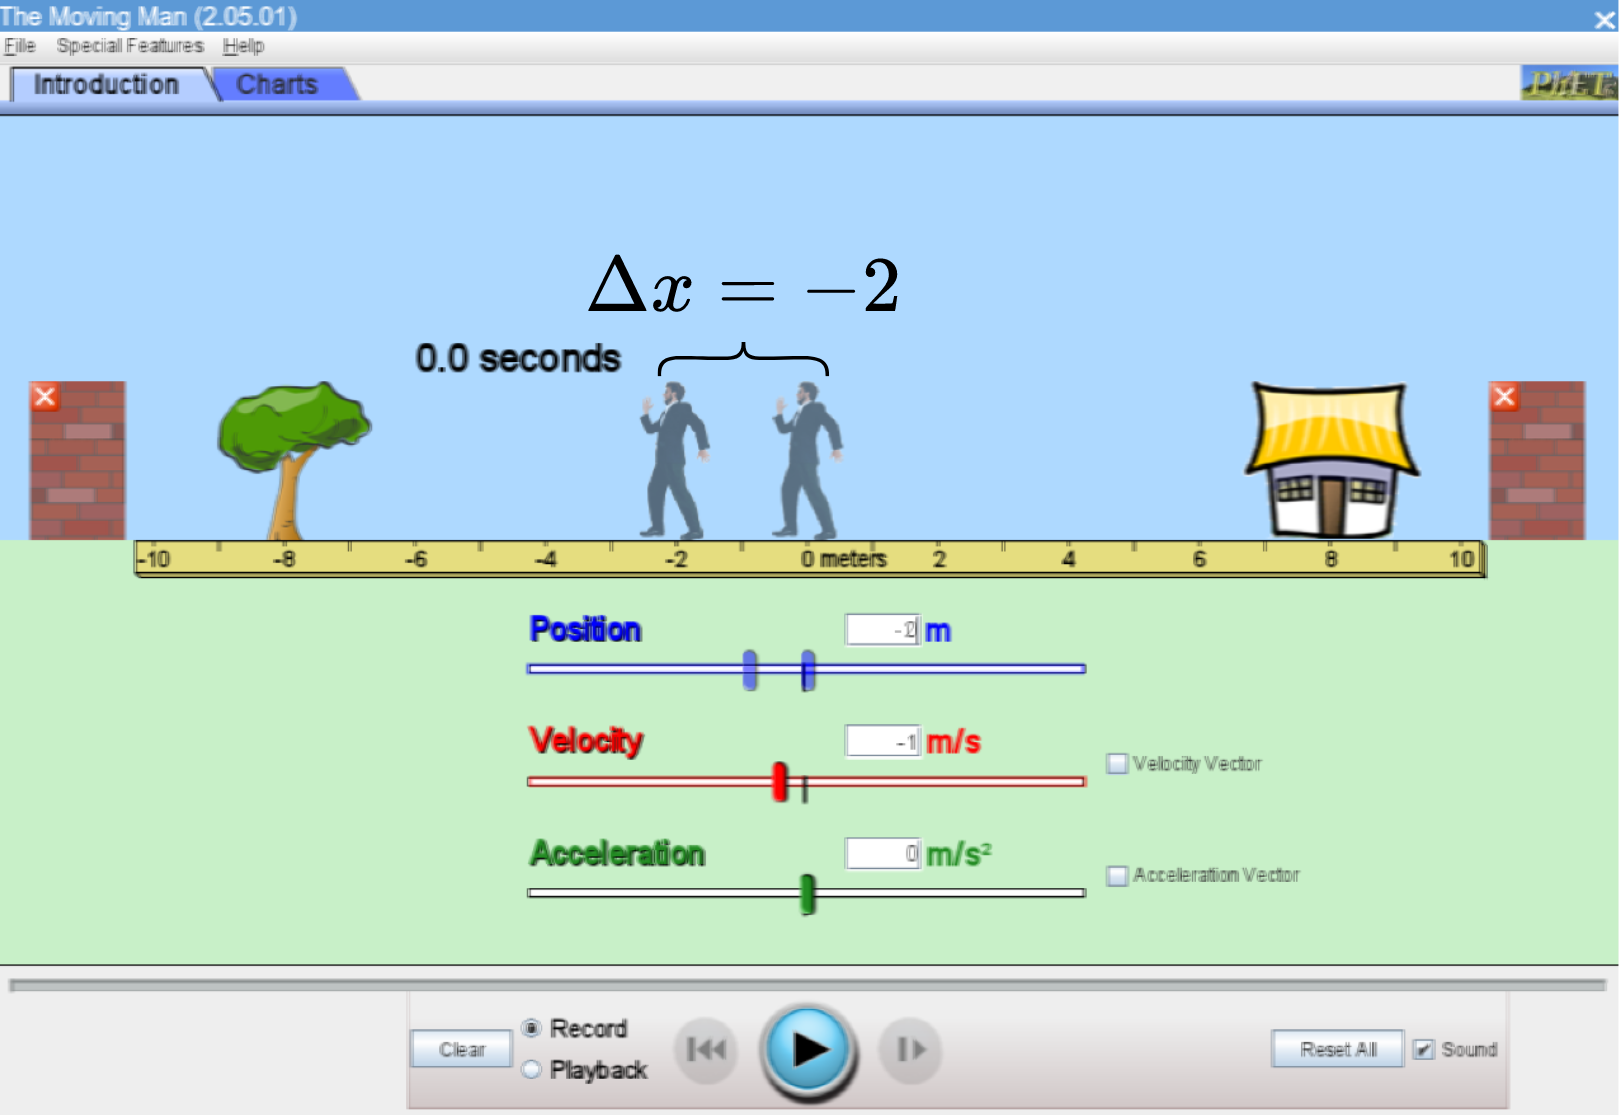 The Moving Man (2.05.01)
File Special Features Help
Introduction Charts
PhET
Δx = −2
0.0 seconds
-10 -8 -6 -4 -2 0 meters 2 4 6 8 10
Position m
Velocity -1 m/s
Velocity Vector
Acceleration 0 m/s²
Acceleration Vector
Clear
Record
Playback
Reset All
Sound